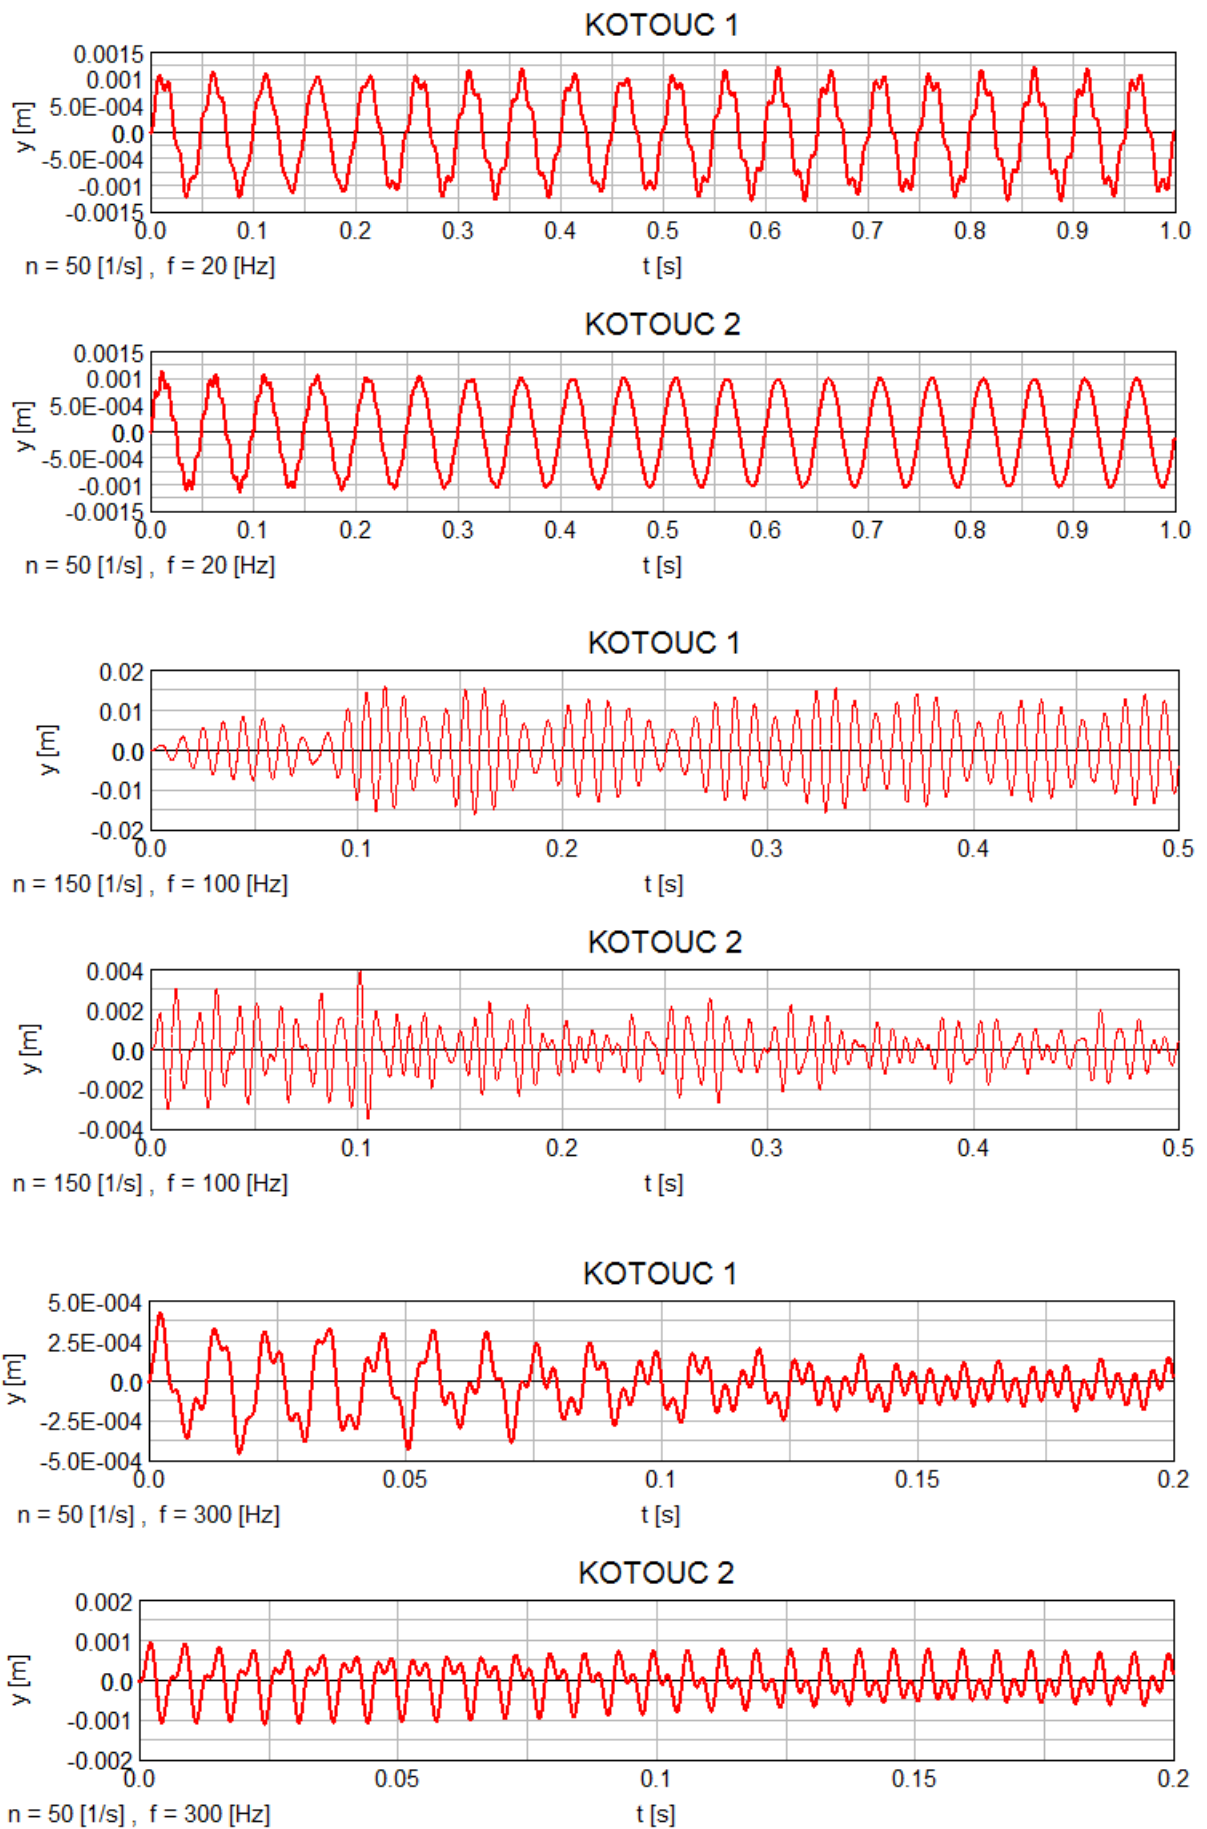 KOTOUC 1
0.0015
0.001
5.0E-004
0.0
-5.0E-004
-0.001
-0.0015
y [m]
0.0 0.1 0.2 0.3 0.4 0.5 0.6 0.7 0.8 0.9 1.0
n = 50 [1/s] , f = 20 [Hz] t [s]
KOTOUC 2
0.0015
0.001
5.0E-004
0.0
-5.0E-004
-0.001
-0.0015
y [m]
0.0 0.1 0.2 0.3 0.4 0.5 0.6 0.7 0.8 0.9 1.0
n = 50 [1/s] , f = 20 [Hz] t [s]
KOTOUC 1
0.02
0.01
0.0
-0.01
-0.02
y [m]
0.0 0.1 0.2 0.3 0.4 0.5
n = 150 [1/s] , f = 100 [Hz] t [s]
KOTOUC 2
0.004
0.002
0.0
-0.002
-0.004
y [m]
0.0 0.1 0.2 0.3 0.4 0.5
n = 150 [1/s] , f = 100 [Hz] t [s]
KOTOUC 1
5.0E-004
2.5E-004
0.0
-2.5E-004
-5.0E-004
y [m]
0.0 0.05 0.1 0.15 0.2
n = 50 [1/s] , f = 300 [Hz] t [s]
KOTOUC 2
0.002
0.001
0.0
-0.001
-0.002
y [m]
0.0 0.05 0.1 0.15 0.2
n = 50 [1/s] , f = 300 [Hz] t [s]